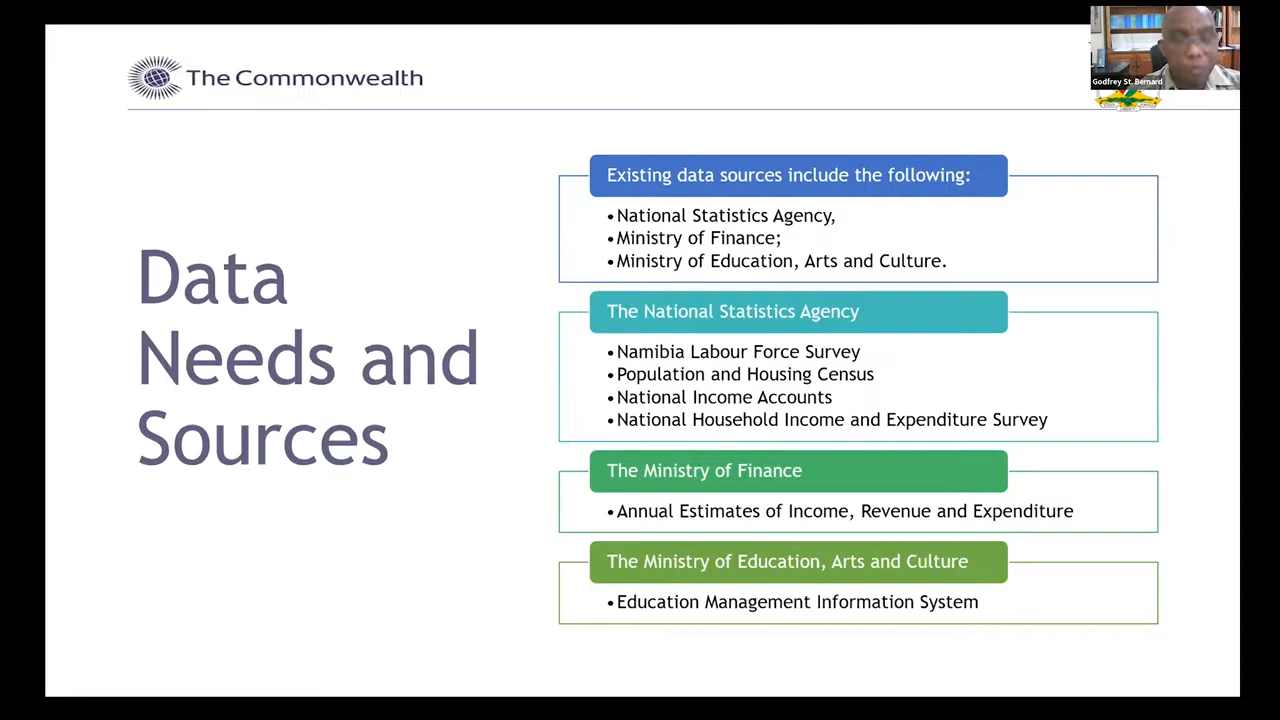 The Commonwealth
Godfrey St. Bernard
Data
Needs and
Sources
Existing data sources include the following:
•National Statistics Agency,
•Ministry of Finance;
•Ministry of Education, Arts and Culture.
The National Statistics Agency
•Namibia Labour Force Survey
•Population and Housing Census
•National Income Accounts
•National Household Income and Expenditure Survey
The Ministry of Finance
•Annual Estimates of Income, Revenue and Expenditure
The Ministry of Education, Arts and Culture
•Education Management Information System